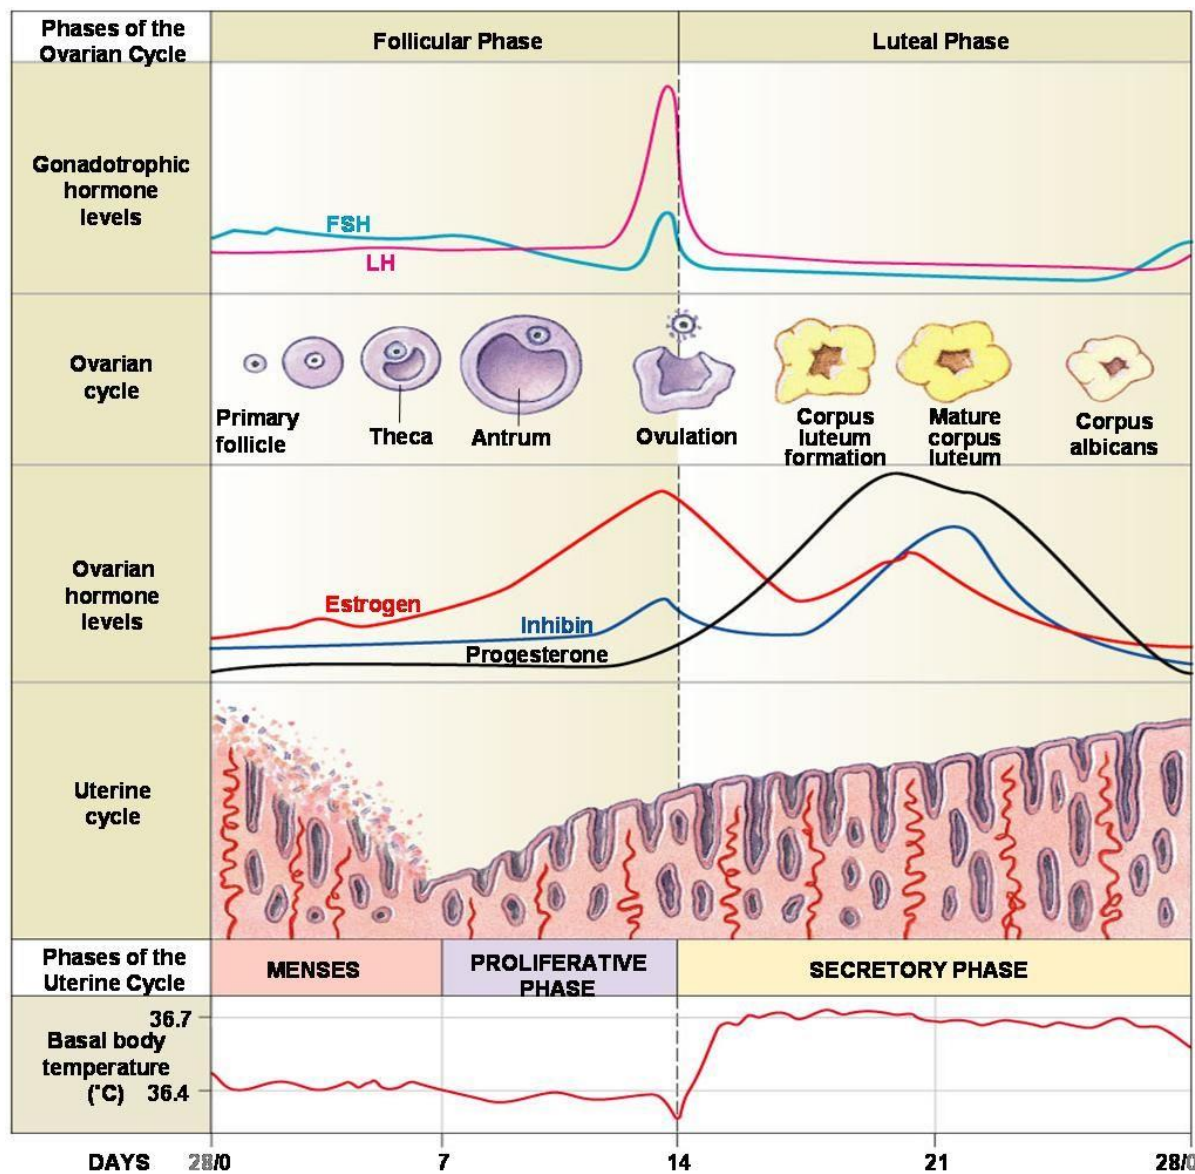 Phases of the
Ovarian Cycle
Follicular Phase
Luteal Phase
Gonadotrophic
hormone
levels
FSH
LH
Ovarian
cycle
Primary
follicle
Theca
Antrum
Ovulation
Corpus
luteum
formation
Mature
corpus
luteum
Corpus
albicans
Ovarian
hormone
levels
Estrogen
Inhibin
Progesterone
Uterine
cycle
Phases of the
Uterine Cycle
MENSES
PROLIFERATIVE
PHASE
SECRETORY PHASE
36.7
Basal body
temperature
(°C) 36.4
DAYS 28/0 7 14 21 28/0